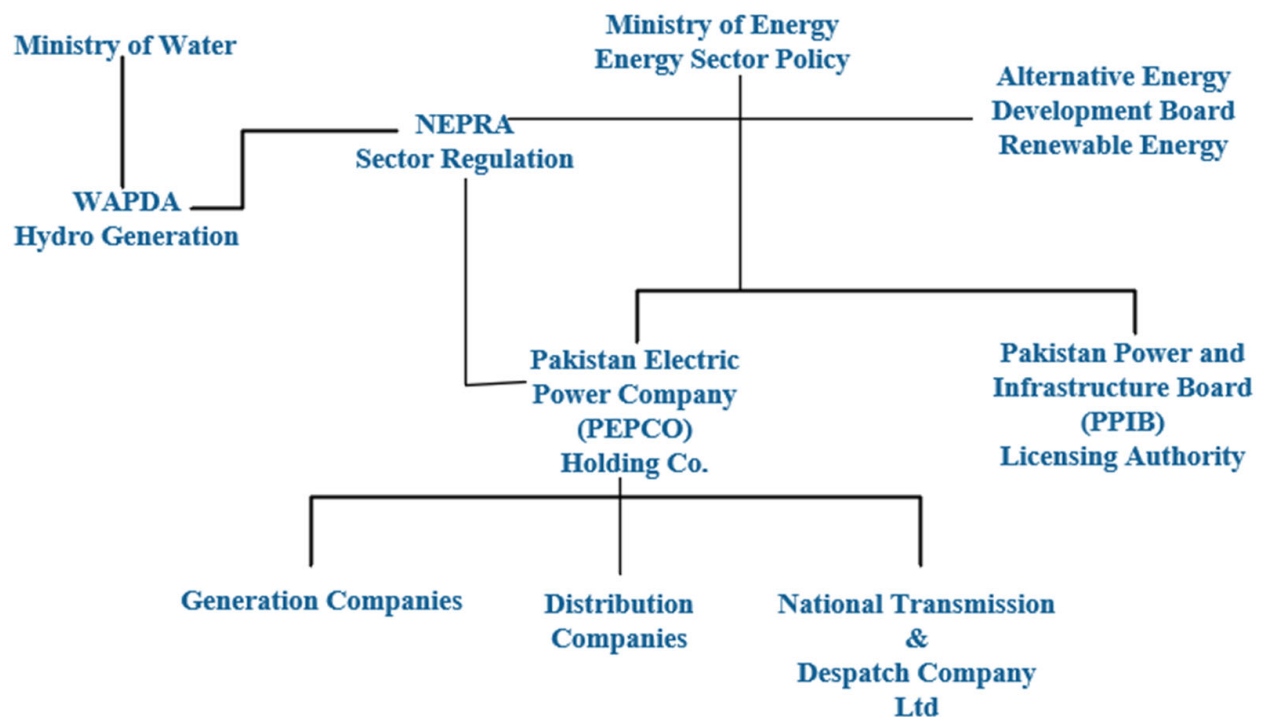 Ministry of Water
Ministry of Energy
Energy Sector Policy
Alternative Energy
Development Board
Renewable Energy
NEPRA
Sector Regulation
WAPDA
Hydro Generation
Pakistan Electric
Power Company
(PEPCO)
Holding Co.
Pakistan Power and
Infrastructure Board
(PPIB)
Licensing Authority
Generation Companies
Distribution
Companies
National Transmission
&
Despatch Company
Ltd